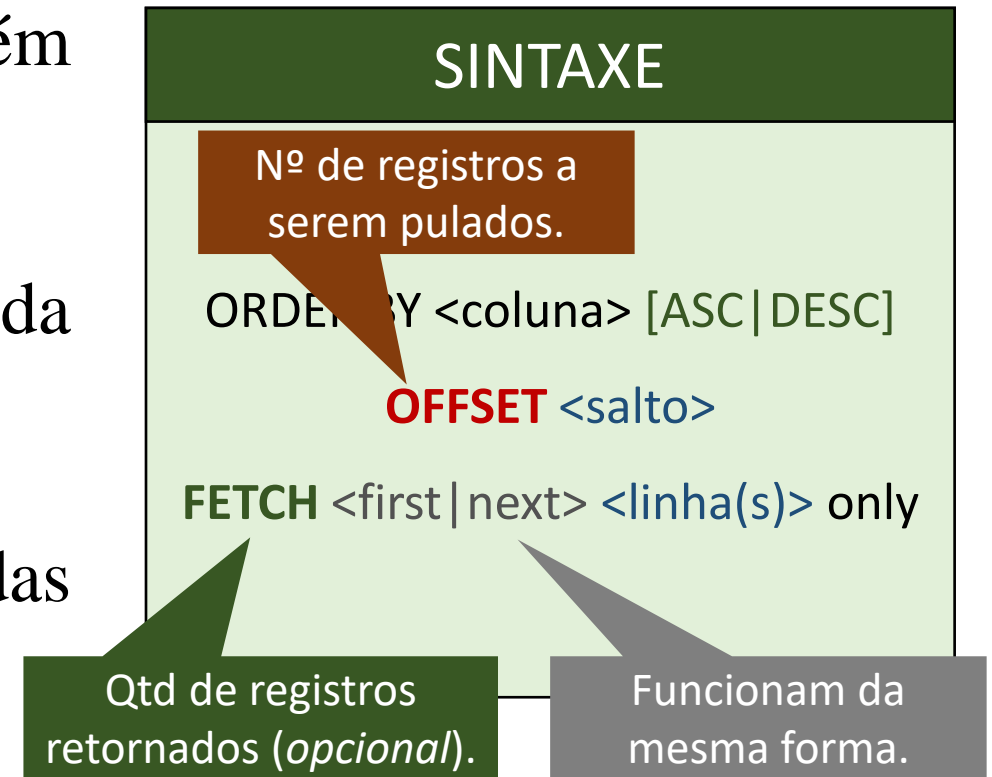 ém
da
das
SINTAXE
Nº de registros a
serem pulados.
ORDER BY <coluna> [ASC|DESC]
OFFSET <salto>
FETCH <first|next> <linha(s)> only
Qtd de registros
retornados (opcional).
Funcionam da
mesma forma.